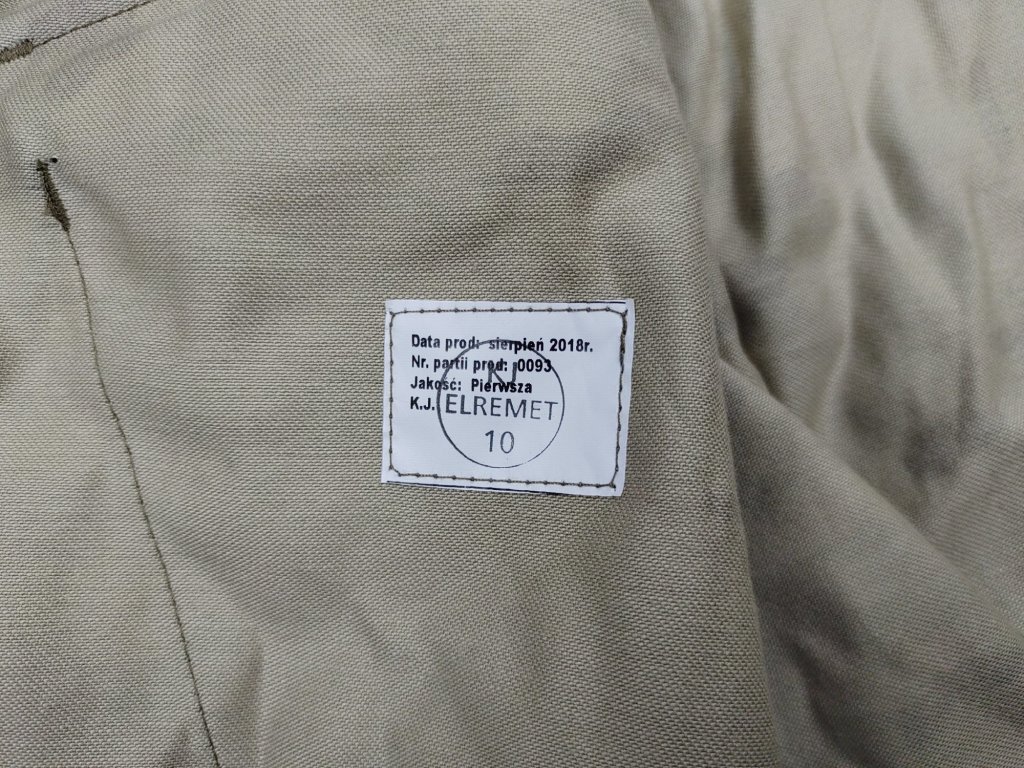 Data prod: sierpień 2018r.
Nr. partii prod: 0093
KJ
Jakość: Pierwsza
K.J. ELREMET
10